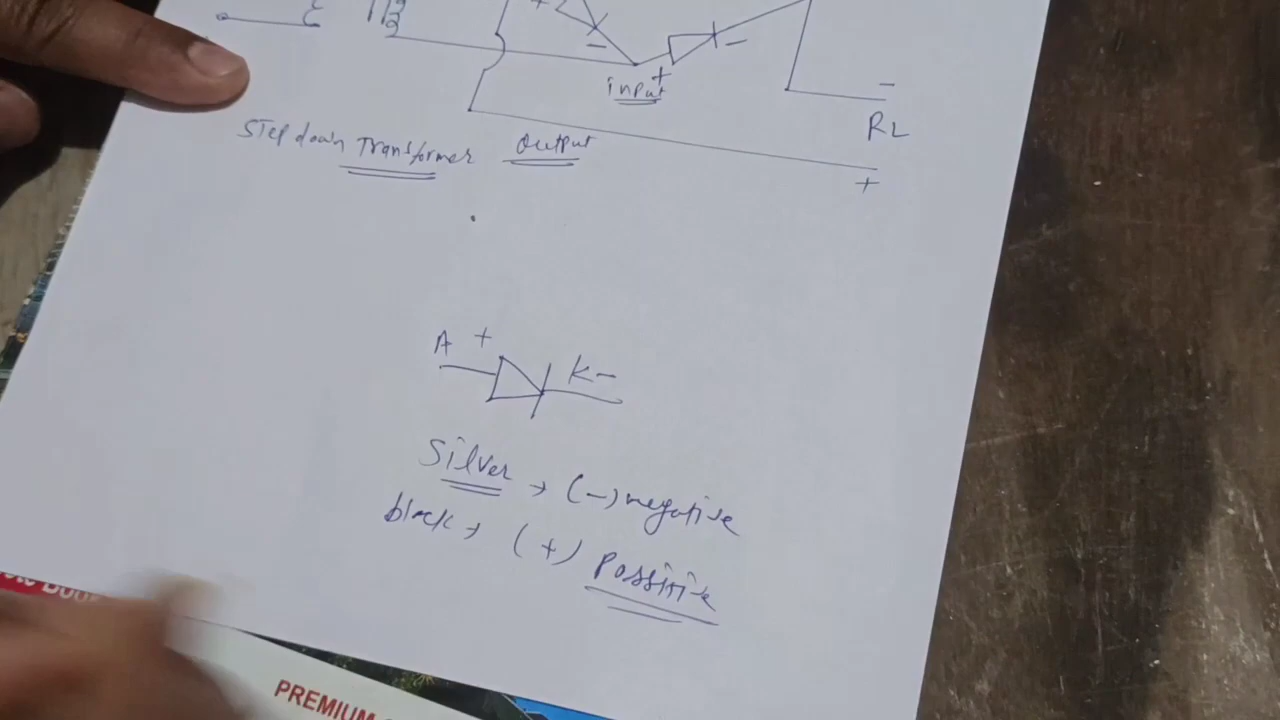 +
-
+
-
input
-
RL
Step down Transformer
Output
+
A +
K -
Silver → (-) negative
black → (+) Possitive
PREMIUM